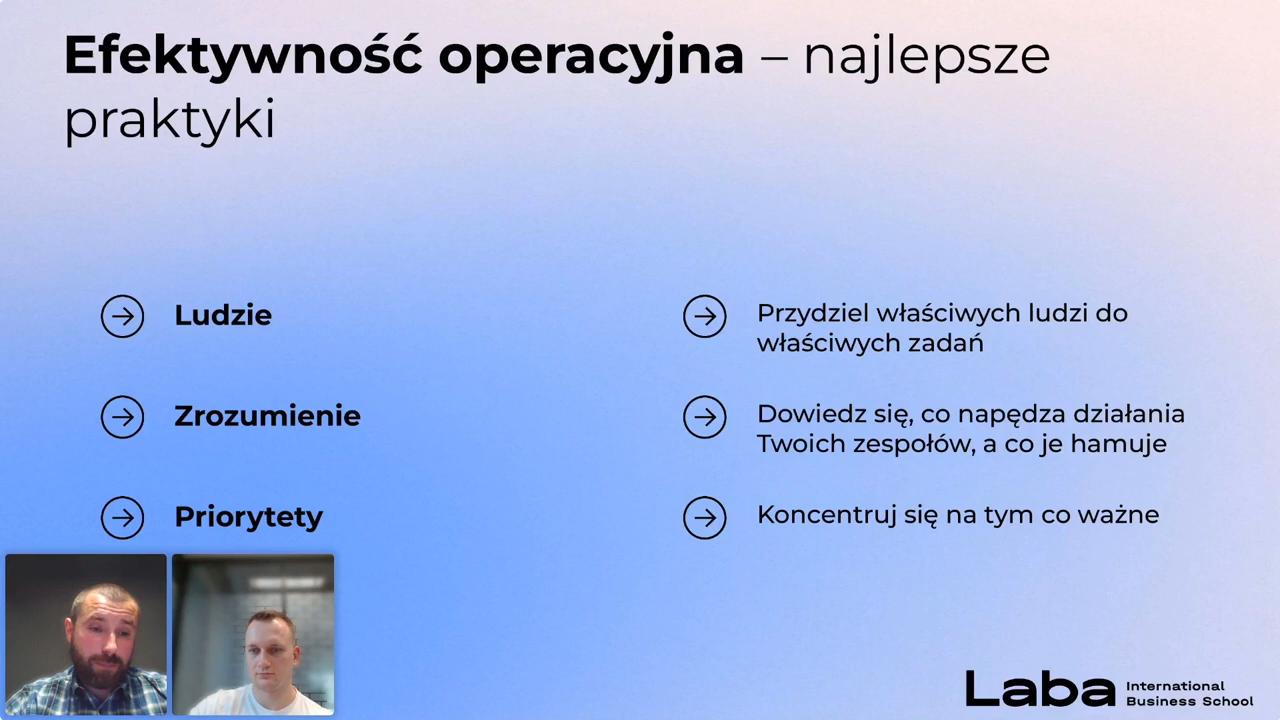 Efektywność operacyjna – najlepsze
praktyki
Ludzie
Przydziel właściwych ludzi do
właściwych zadań
Zrozumienie
Dowiedz się, co napędza działania
Twoich zespołów, a co je hamuje
Priorytety
Koncentruj się na tym co ważne
Laba International
Business School